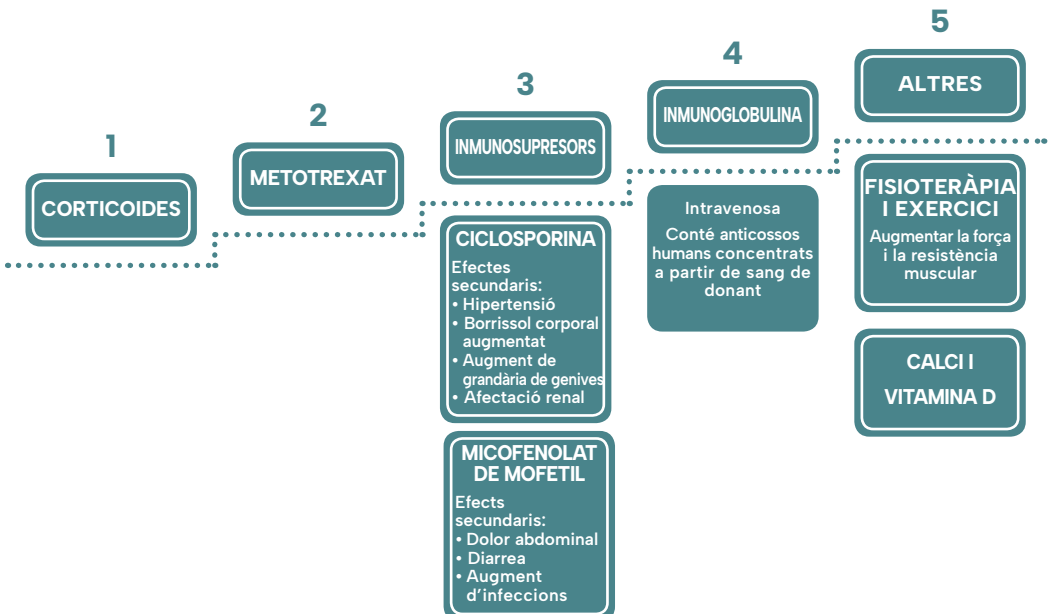 1
CORTICOIDES
2
METOTREXAT
3
INMUNOSUPRESORS
CICLOSPORINA
Efectes
secundaris:
• Hipertensió
• Borrissol corporal
augmentat
• Augment de
grandària de genives
• Afectació renal
MICOFENOLAT
DE MOFETIL
Efects
secundaris:
• Dolor abdominal
• Diarrea
• Augment
d'infeccions
4
INMUNOGLOBULINA
Intravenosa
Conté anticossos
humans concentrats
a partir de sang de
donant
5
ALTRES
FISIOTERÀPIA
I EXERCICI
Augmentar la força
i la resistència
muscular
CALCI I
VITAMINA D